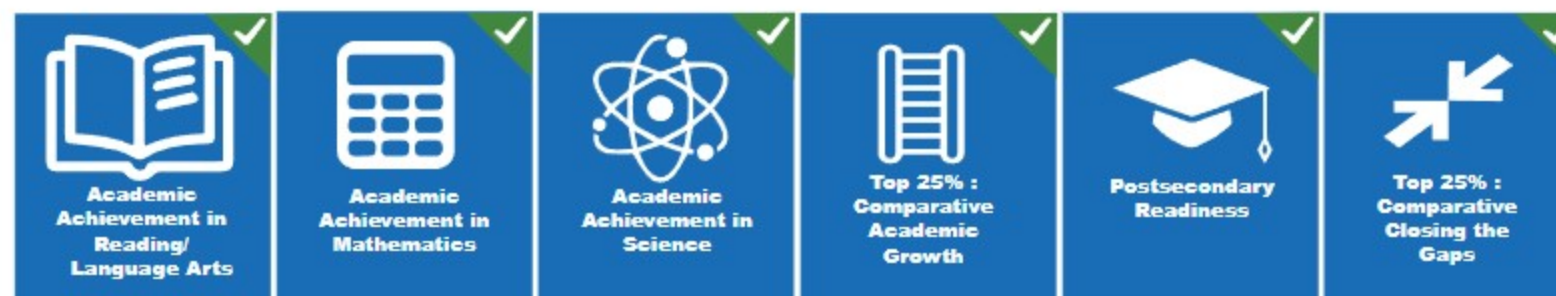 Academic
Achievement in
Reading/
Language Arts
Academic
Achievement in
Mathematics
Academic
Achievement in
Science
Top 25% :
Comparative
Academic
Growth
Postsecondary
Readiness
Top 25% :
Comparative
Closing the
Gaps